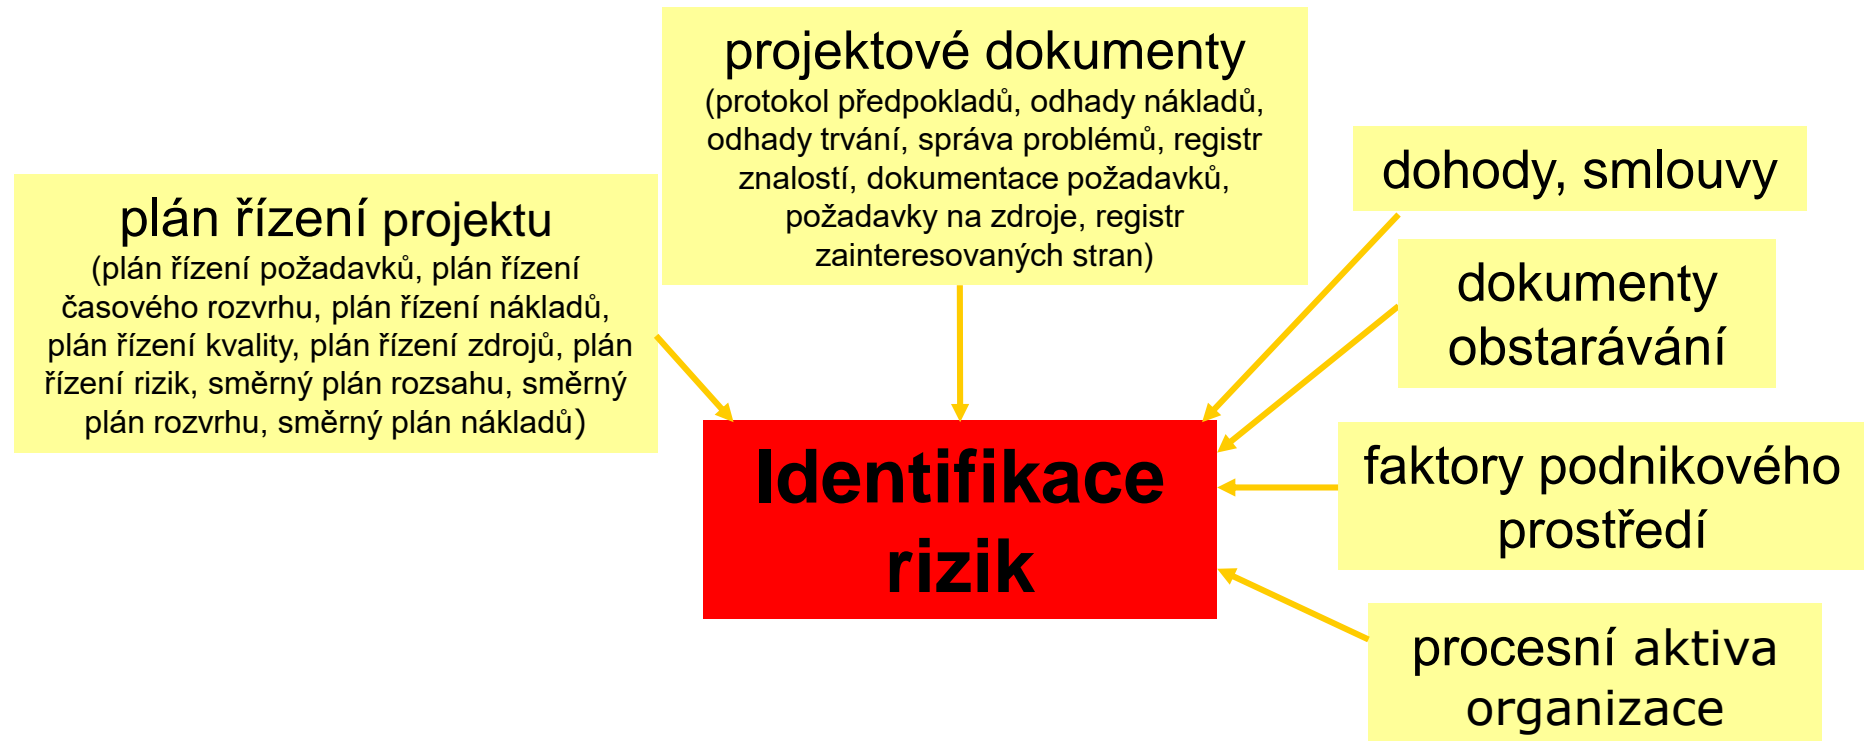 projektové dokumenty
(protokol předpokladů, odhady nákladů,
odhady trvání, správa problémů, registr
znalostí, dokumentace požadavků,
požadavky na zdroje, registr
zainteresovaných stran)
plán řízení projektu
(plán řízení požadavků, plán řízení
časového rozvrhu, plán řízení nákladů,
plán řízení kvality, plán řízení zdrojů, plán
řízení rizik, směrný plán rozsahu, směrný
plán rozvrhu, směrný plán nákladů)
dohody, smlouvy
dokumenty
obstarávání
faktory podnikového
prostředí
procesní aktiva
organizace
Identifikace
rizik